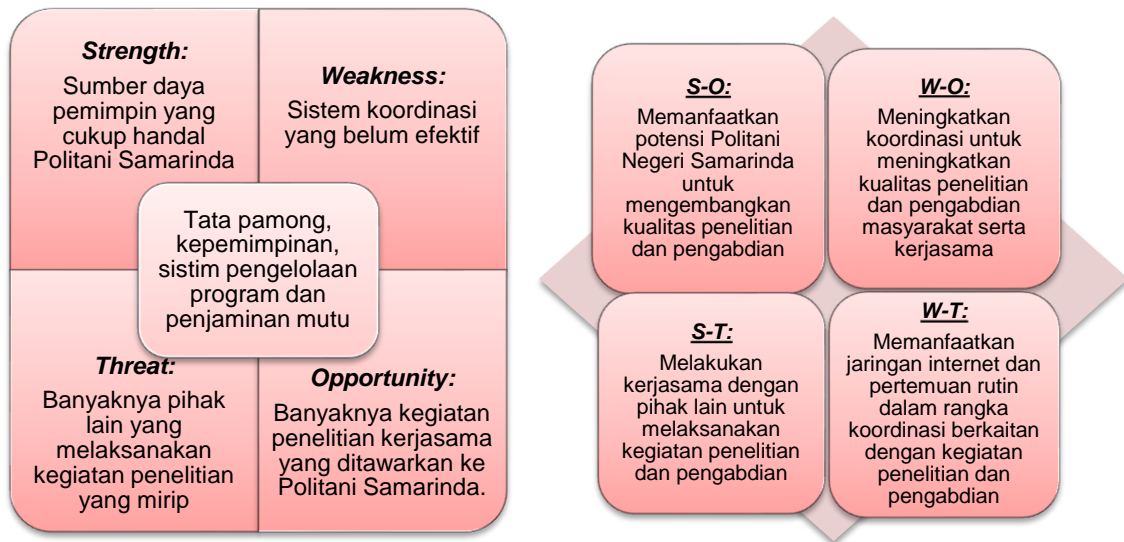 Strength:
Sumber daya
pemimpin yang
cukup handal
Politani Samarinda
Weakness:
Sistem koordinasi
yang belum efektif
Tata pamong,
kepemimpinan,
sistim pengelolaan
program dan
penjaminan mutu
Threat:
Banyaknya pihak
lain yang
melaksanakan
kegiatan penelitian
yang mirip
Opportunity:
Banyaknya kegiatan
penelitian kerjasama
yang ditawarkan ke
Politani Samarinda.
S-O:
Memanfaatkan
potensi Politani
Negeri Samarinda
untuk
mengembangkan
kualitas penelitian
dan pengabdian
W-O:
Meningkatkan
koordinasi untuk
meningkatkan
kualitas penelitian
dan pengabdian
masyarakat serta
kerjasama
S-T:
Melakukan
kerjasama dengan
pihak lain untuk
melaksanakan
kegiatan penelitian
dan pengabdian
W-T:
Memanfaatkan
jaringan internet dan
pertemuan rutin
dalam rangka
koordinasi berkaitan
dengan kegiatan
penelitian dan
pengabdian